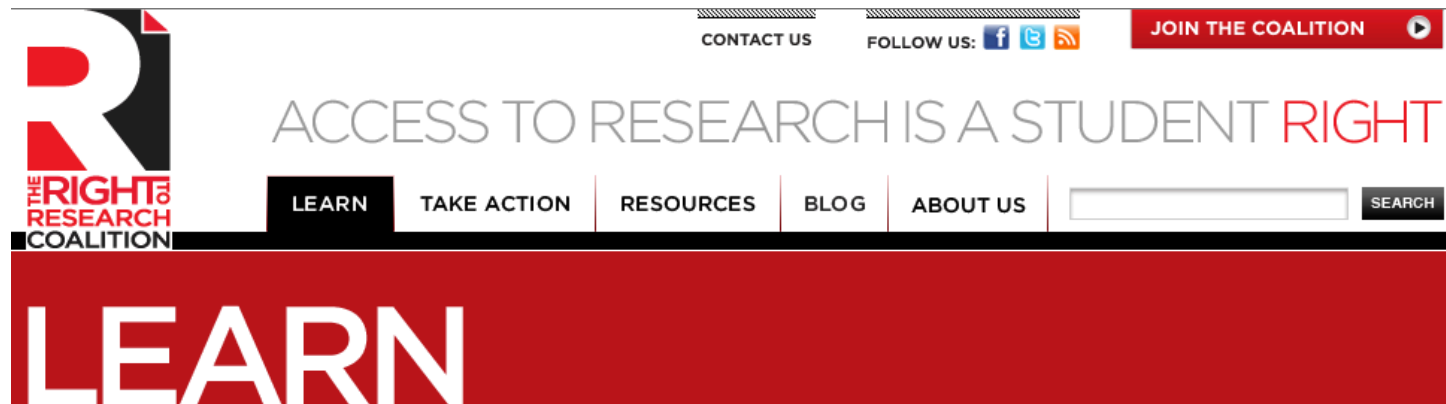 CONTACT US
FOLLOW US:
JOIN THE COALITION
ACCESS TO RESEARCH IS A STUDENT RIGHT
THE RIGHT TO
RESEARCH
COALITION
LEARN
TAKE ACTION
RESOURCES
BLOG
ABOUT US
SEARCH
LEARN